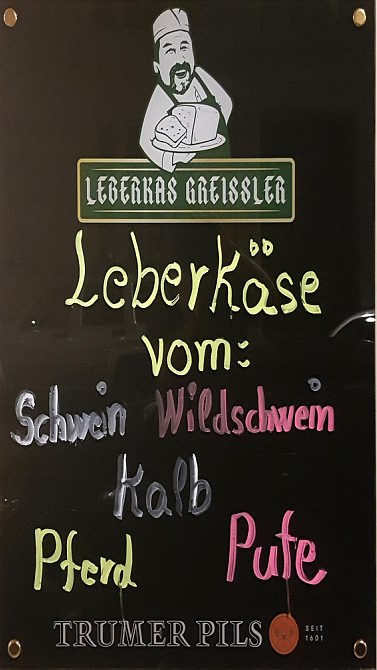 LEBERKAS GREISSLER
Leberkäse
vom:
Schwein Wildschwein
Kalb
Pferd Pute
TRUMER PILS SEIT
1601